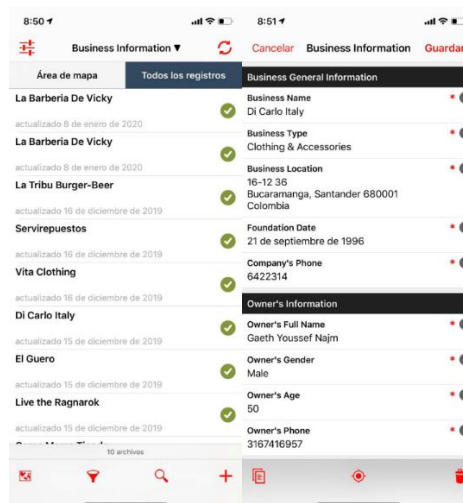 8:50
Business Information ▼
Área de mapa
Todos los registros
La Barberia De Vicky
actualizado 8 de enero de 2020
La Barberia De Vicky
actualizado 8 de enero de 2020
La Tribu Burger-Beer
actualizado 16 de diciembre de 2019
Servirepuestos
actualizado 16 de diciembre de 2019
Vita Clothing
actualizado 16 de diciembre de 2019
Di Carlo Italy
actualizado 15 de diciembre de 2019
El Guero
actualizado 15 de diciembre de 2019
Live the Ragnarok
actualizado 15 de diciembre de 2019
10 archivos
8:51
Cancelar Business Information Guardar
Business General Information
Business Name *
Di Carlo Italy
Business Type *
Clothing & Accessories
Business Location *
16-12 36
Bucaramanga, Santander 680001
Colombia
Foundation Date *
21 de septiembre de 1996
Company's Phone *
6422314
Owner's Information
Owner's Full Name *
Gaeth Youssef Najm
Owner's Gender *
Male
Owner's Age *
50
Owner's Phone *
3167416957